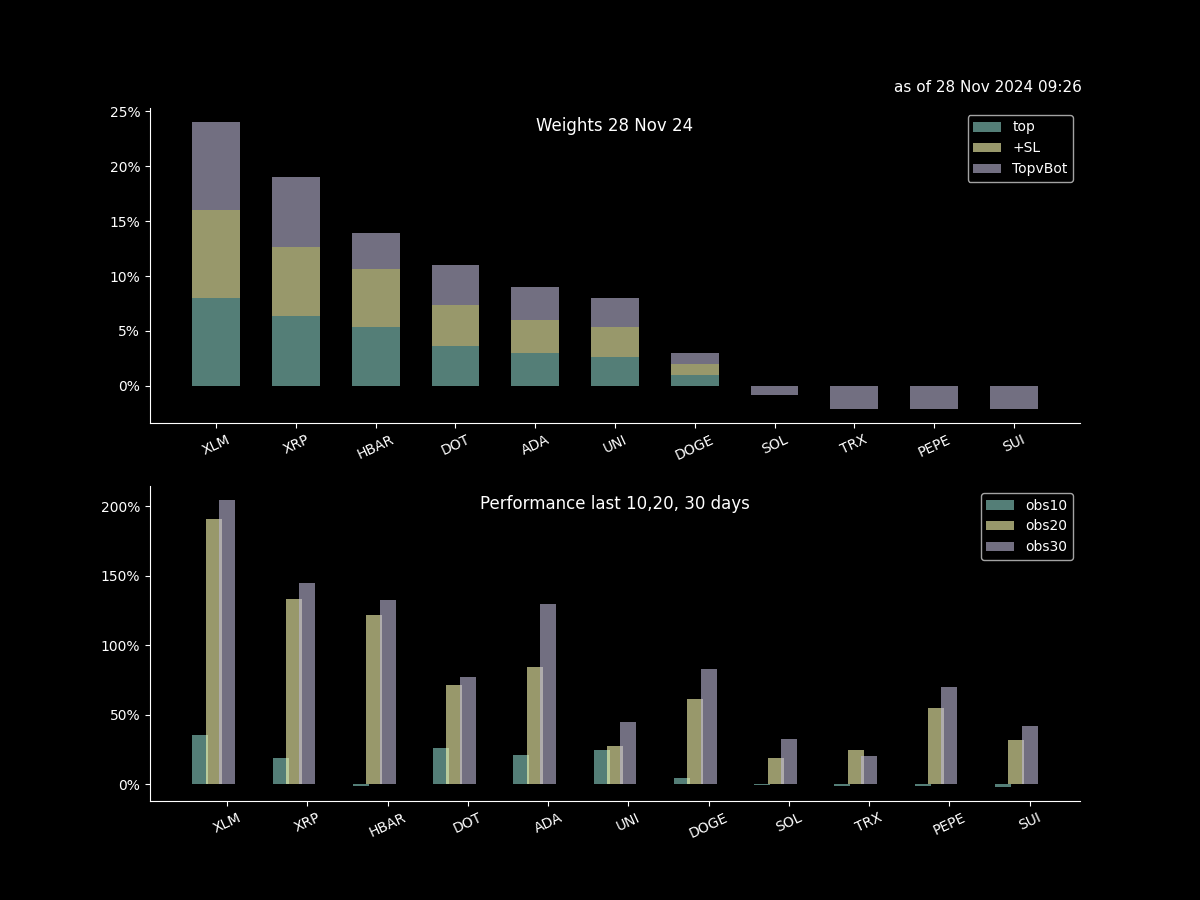 as of 28 Nov 2024 09:26
Weights 28 Nov 24
top
+SL
TopvBot
25%
20%
15%
10%
5%
0%
XLM XRP HBAR DOT ADA UNI DOGE SOL TRX PEPE SUI
Performance last 10,20, 30 days
obs10
obs20
obs30
200%
150%
100%
50%
0%
XLM XRP HBAR DOT ADA UNI DOGE SOL TRX PEPE SUI